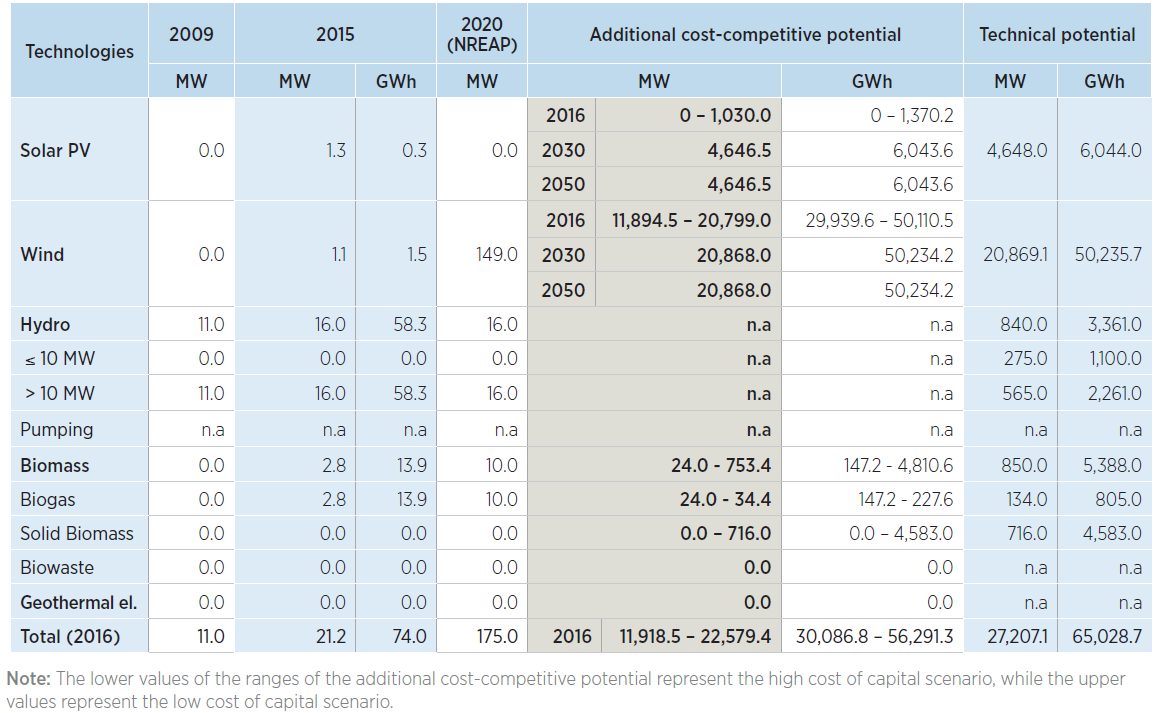 Technologies 2009 2015 2020 (NREAP) Additional cost-competitive potential Technical potential
MW MW GWh MW MW GWh MW GWh
Solar PV 0.0 1.3 0.3 0.0 2016 0 – 1,030.0 0 – 1,370.2 4,648.0 6,044.0
2030 4,646.5 6,043.6
2050 4,646.5 6,043.6
Wind 0.0 1.1 1.5 149.0 2016 11,894.5 – 20,799.0 29,939.6 – 50,110.5 20,869.1 50,235.7
2030 20,868.0 50,234.2
2050 20,868.0 50,234.2
Hydro 11.0 16.0 58.3 16.0 n.a n.a 840.0 3,361.0
≤ 10 MW 0.0 0.0 0.0 0.0 n.a n.a 275.0 1,100.0
> 10 MW 11.0 16.0 58.3 16.0 n.a n.a 565.0 2,261.0
Pumping n.a n.a n.a n.a n.a n.a n.a n.a
Biomass 0.0 2.8 13.9 10.0 24.0 - 753.4 147.2 - 4,810.6 850.0 5,388.0
Biogas 0.0 2.8 13.9 10.0 24.0 - 34.4 147.2 - 227.6 134.0 805.0
Solid Biomass 0.0 0.0 0.0 0.0 0.0 – 716.0 0.0 – 4,583.0 716.0 4,583.0
Biowaste 0.0 0.0 0.0 0.0 0.0 0.0 n.a n.a
Geothermal el. 0.0 0.0 0.0 0.0 0.0 0.0 n.a n.a
Total (2016) 11.0 21.2 74.0 175.0 2016 11,918.5 – 22,579.4 30,086.8 – 56,291.3 27,207.1 65,028.7
Note: The lower values of the ranges of the additional cost-competitive potential represent the high cost of capital scenario, while the upper
values represent the low cost of capital scenario.